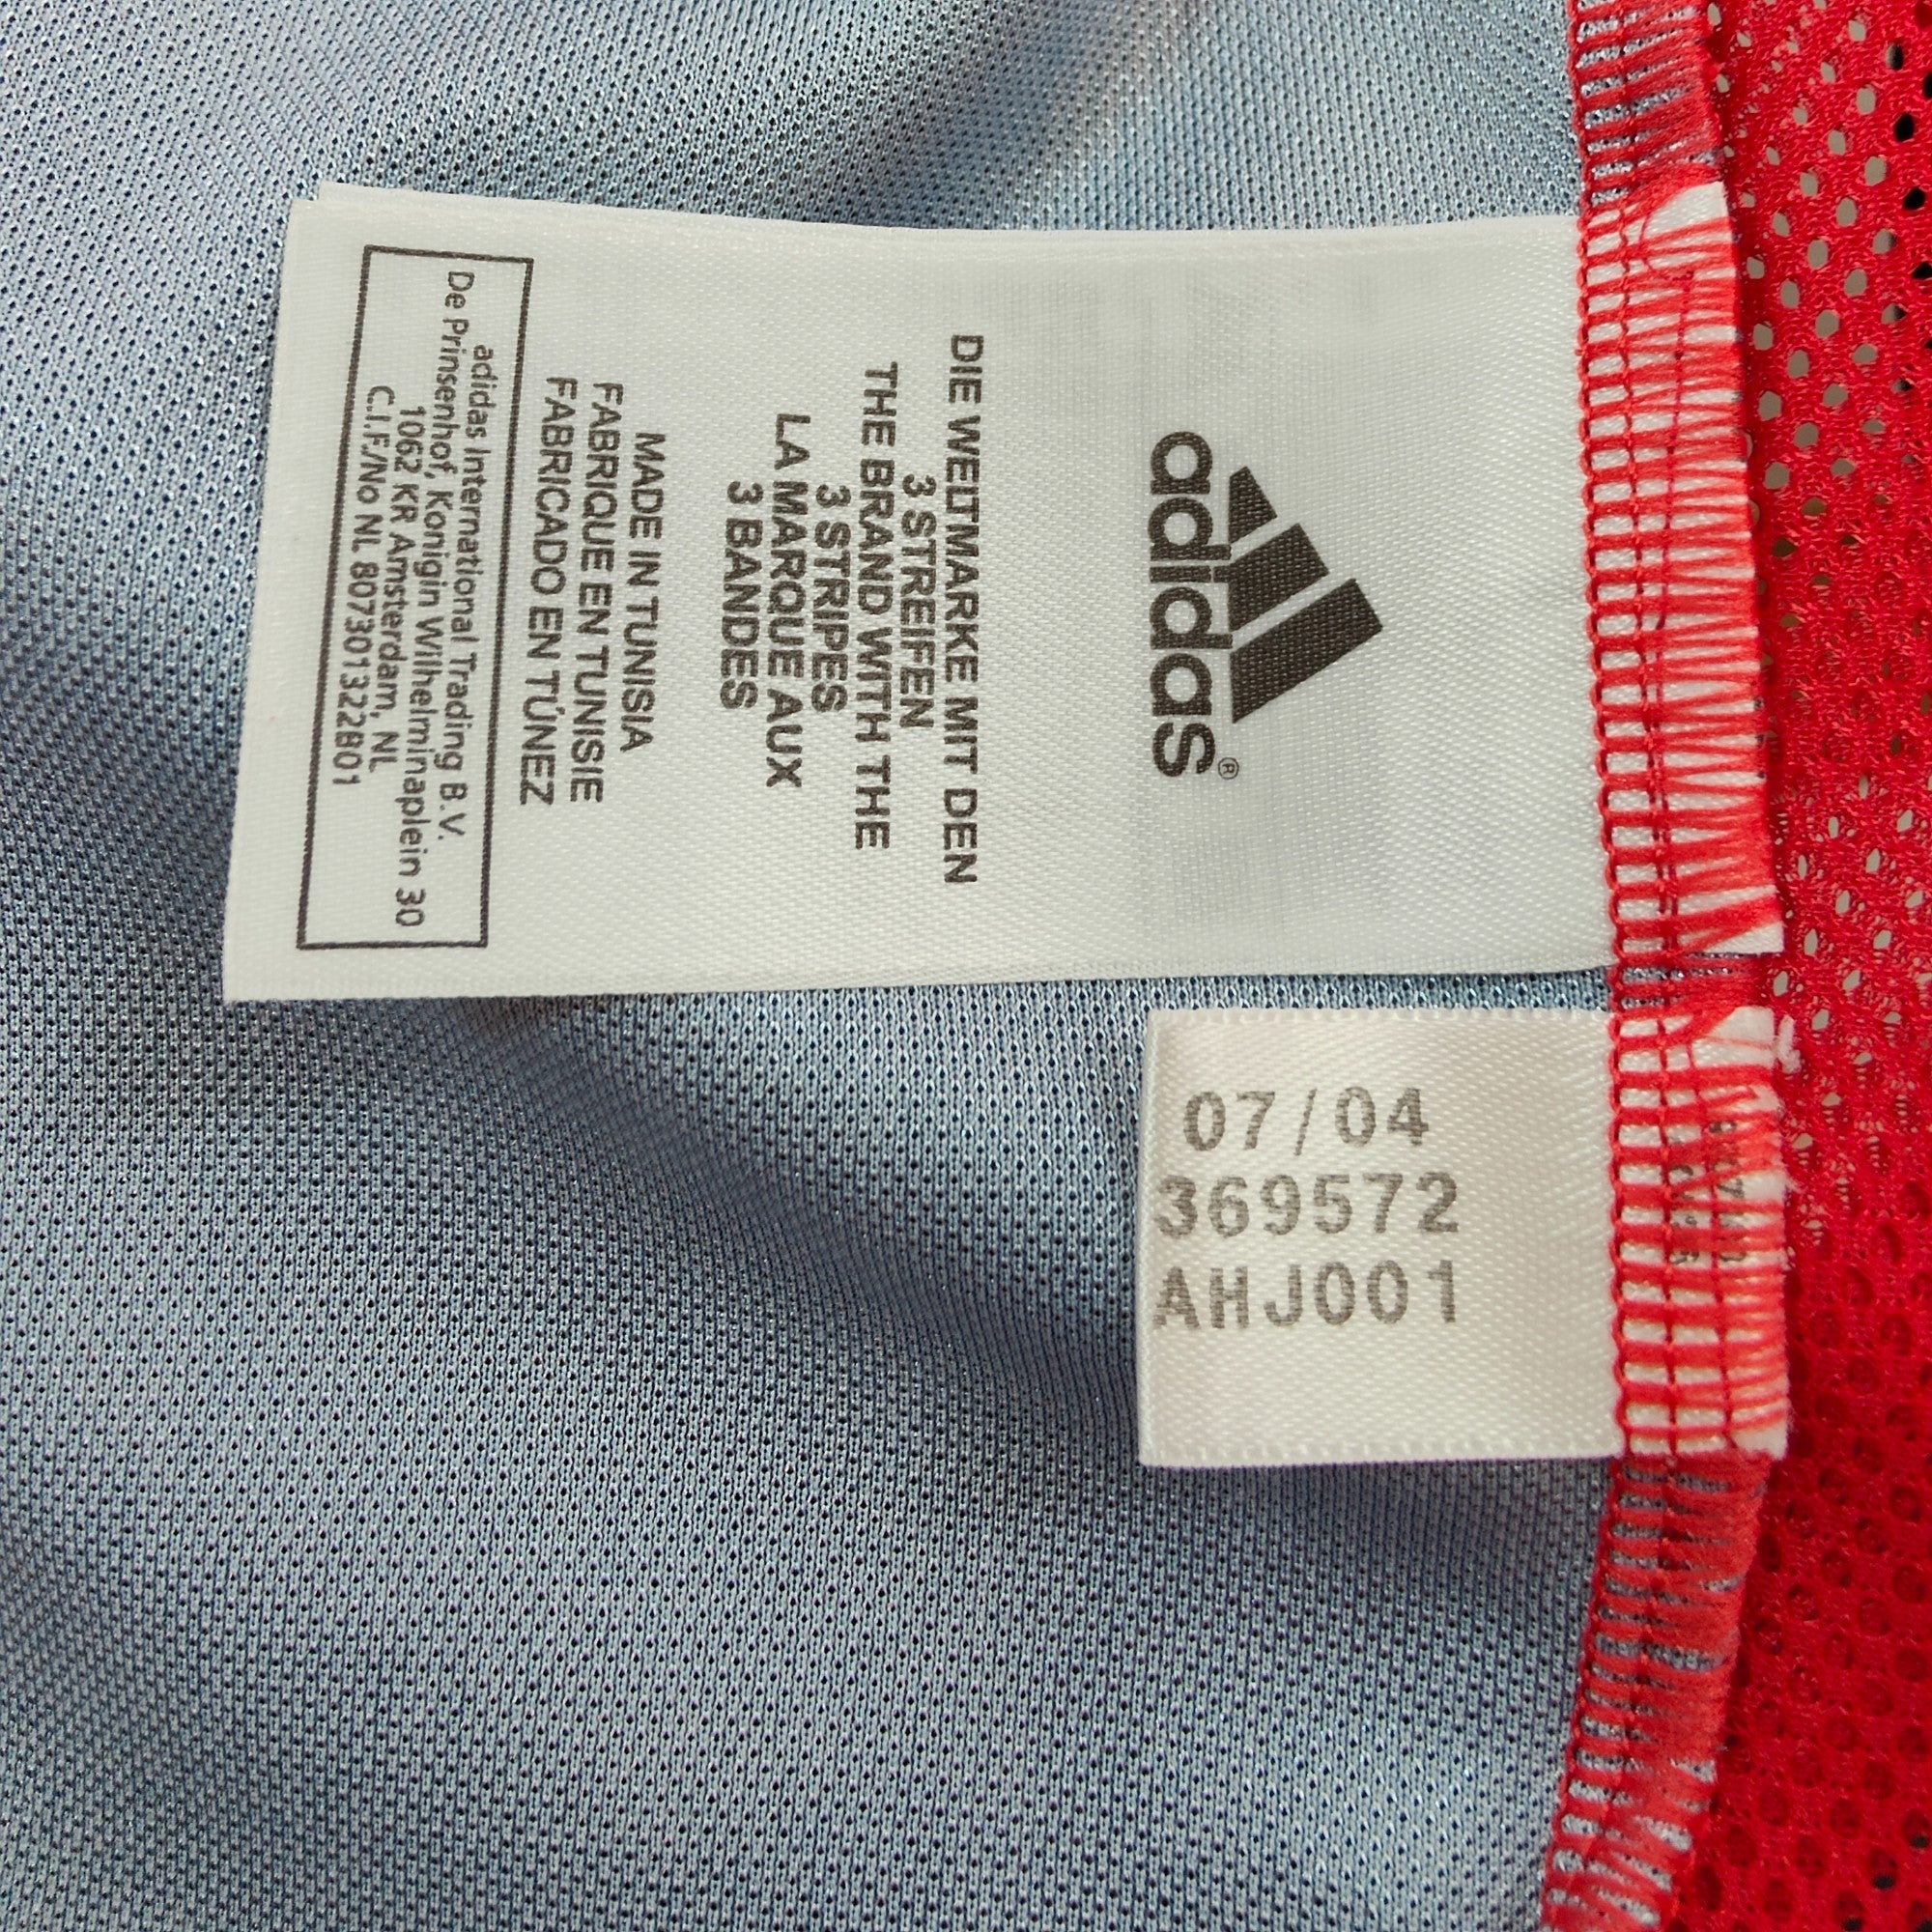 adidas®
DIE WELTMARKE MIT DEN
3 STREIFEN
THE BRAND WITH THE
3 STRIPES
LA MARQUE AUX
3 BANDES
MADE IN TUNISIA
FABRIQUE EN TUNISIE
FABRICADO EN TÚNEZ
adidas International Trading B.V.
De Prinsenhof, Konigin Wilhelminaplein 30
1062 KR Amsterdam, NL
C.I.F./No NL 807301322B01
07/04
369572
AHJ001